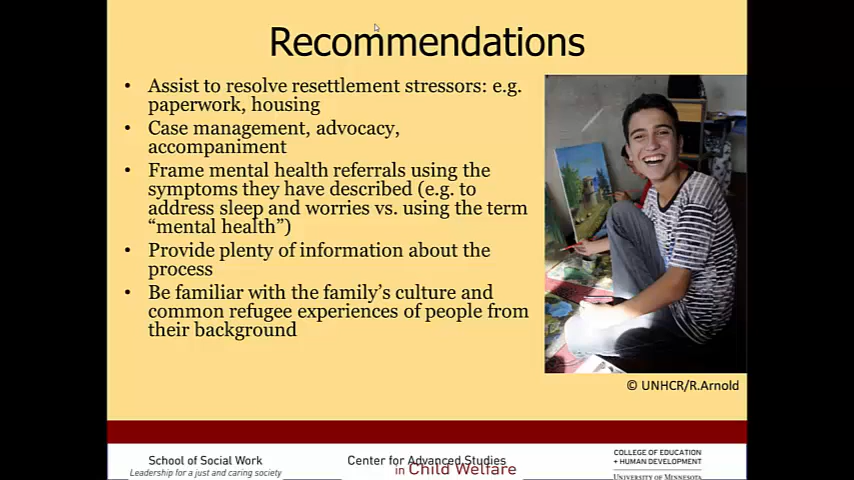 Recommendations
• Assist to resolve resettlement stressors: e.g.
paperwork, housing
• Case management, advocacy,
accompaniment
• Frame mental health referrals using the
symptoms they have described (e.g. to
address sleep and worries vs. using the term
“mental health”)
• Provide plenty of information about the
process
• Be familiar with the family’s culture and
common refugee experiences of people from
their background
© UNHCR/R.Arnold
School of Social Work
Leadership for a just and caring society
Center for Advanced Studies
in Child Welfare
COLLEGE OF EDUCATION
+ HUMAN DEVELOPMENT
UNIVERSITY OF MINNESOTA